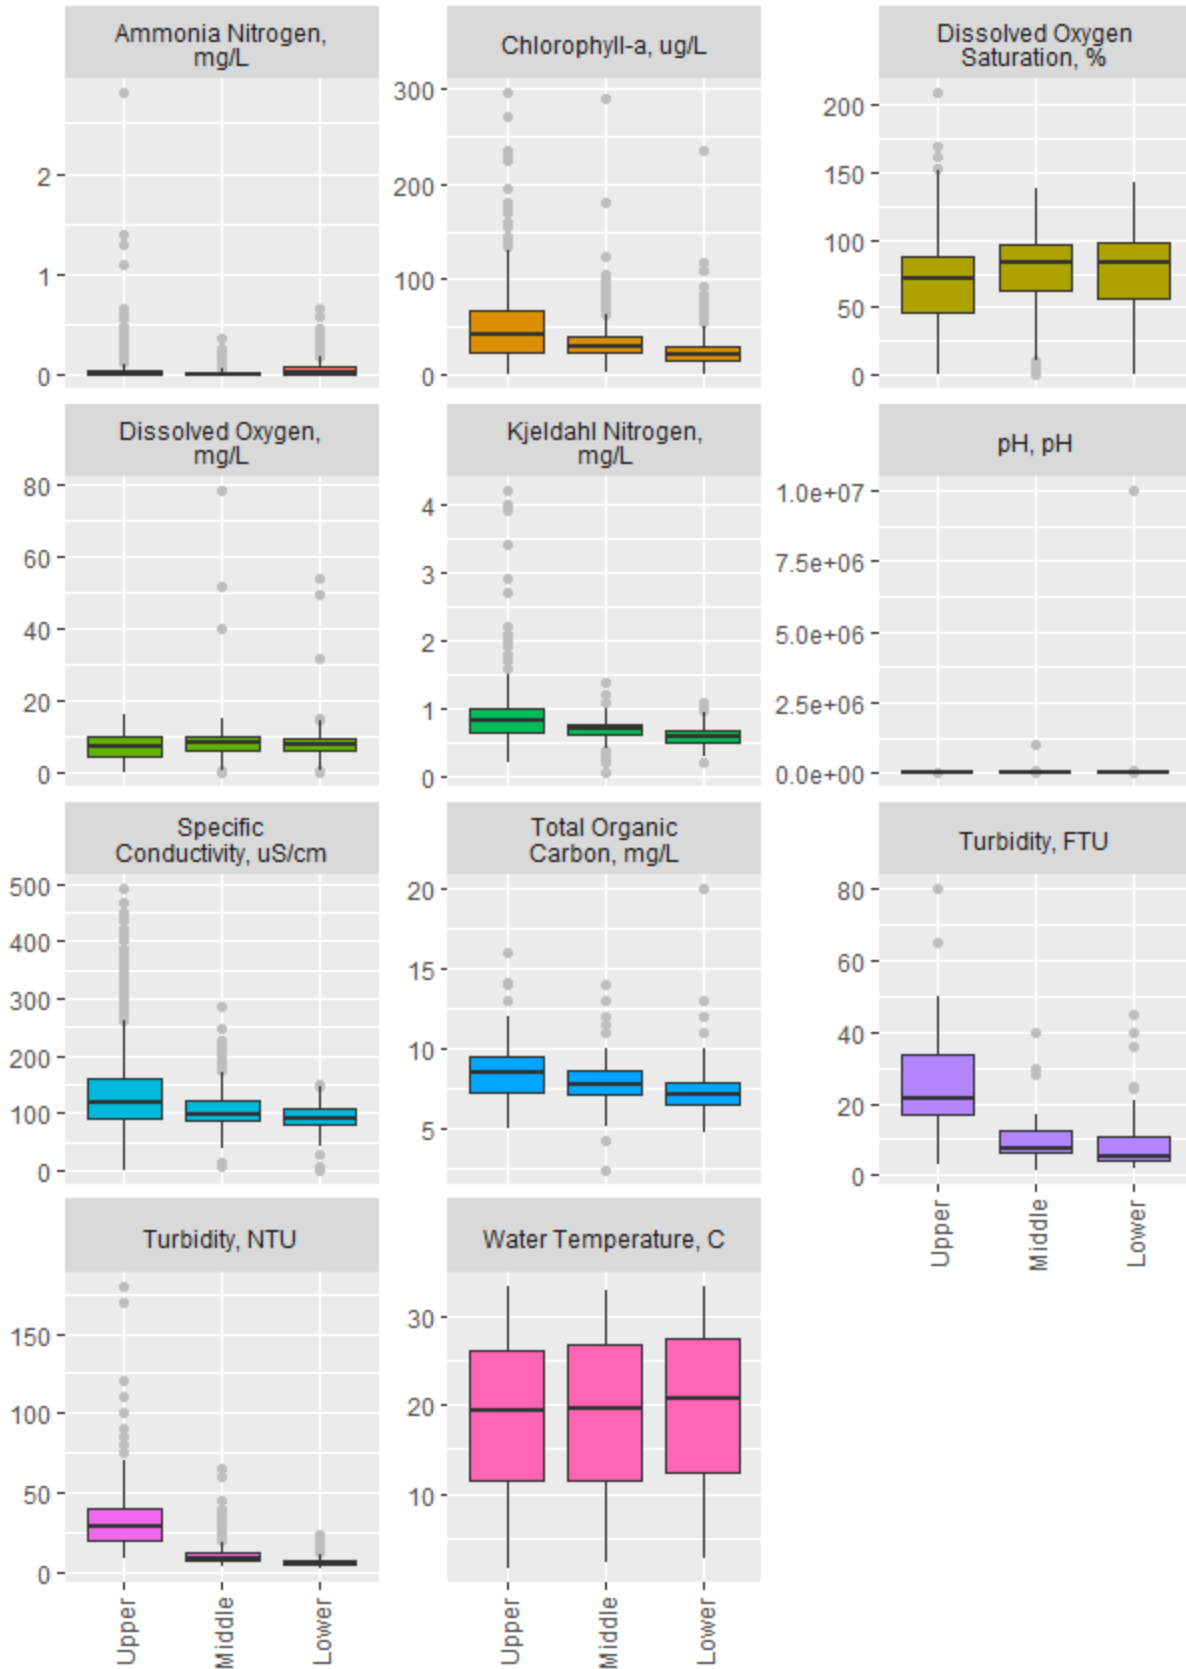 Ammonia Nitrogen,
mg/L
2
1
0
Chlorophyll-a, ug/L
300
200
100
0
Dissolved Oxygen
Saturation, %
200
150
100
50
0
Dissolved Oxygen,
mg/L
80
60
40
20
0
Kjeldahl Nitrogen,
mg/L
4
3
2
1
0
pH, pH
1.0e+07
7.5e+06
5.0e+06
2.5e+06
0.0e+00
Specific
Conductivity, uS/cm
500
400
300
200
100
0
Total Organic
Carbon, mg/L
20
15
10
5
Turbidity, FTU
80
60
40
20
0
Upper
Middle
Lower
Turbidity, NTU
150
100
50
0
Upper
Middle
Lower
Water Temperature, C
30
20
10
Upper
Middle
Lower